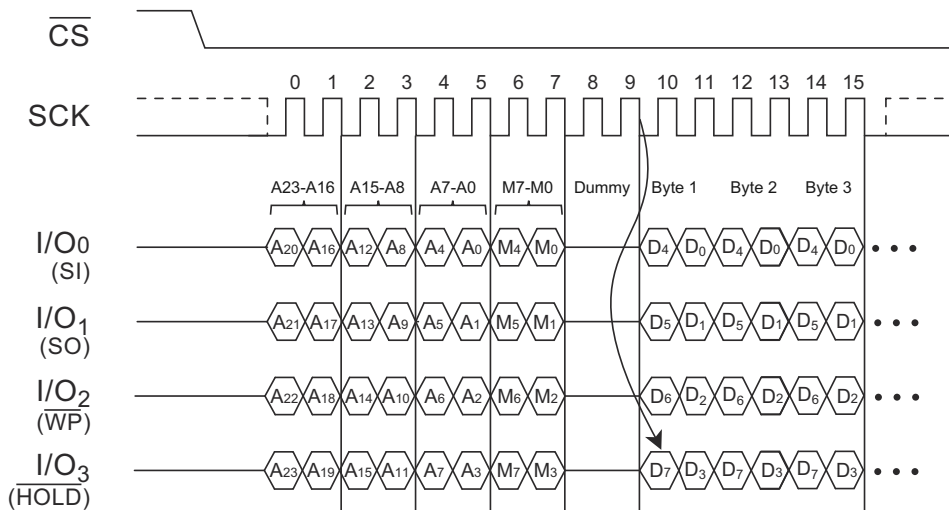 CS
0 1 2 3 4 5 6 7 8 9 10 11 12 13 14 15
SCK
A23-A16 A15-A8 A7-A0 M7-M0 Dummy Byte 1 Byte 2 Byte 3
I/O0 A20 A16 A12 A8 A4 A0 M4 M0 D4 D0 D4 D0 D4 D0 • • •
(SI)
I/O1 A21 A17 A13 A9 A5 A1 M5 M1 D5 D1 D5 D1 D5 D1 • • •
(SO)
I/O2 A22 A18 A14 A10 A6 A2 M6 M2 D6 D2 D6 D2 D6 D2 • • •
(WP)
I/O3 A23 A19 A15 A11 A7 A3 M7 M3 D7 D3 D7 D3 D7 D3 • • •
(HOLD)